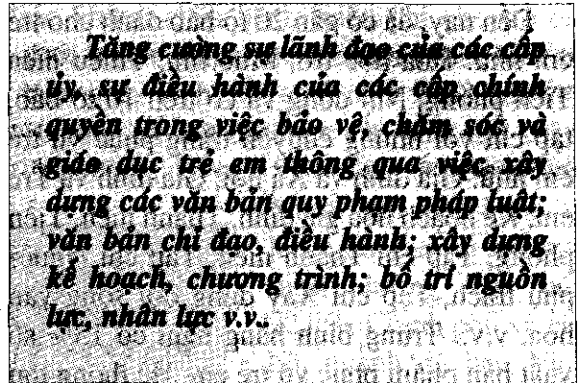 Tăng cường sự lãnh đạo của các cấp
ủy, sự điều hành của các cấp chính
quyền trong việc bảo vệ, chăm sóc và
giáo dục trẻ em thông qua việc xây
dựng các văn bản quy phạm pháp luật;
văn bản chỉ đạo, điều hành; xây dựng
kế hoạch, chương trình; bố trí nguồn
lực, nhân lực v.v..